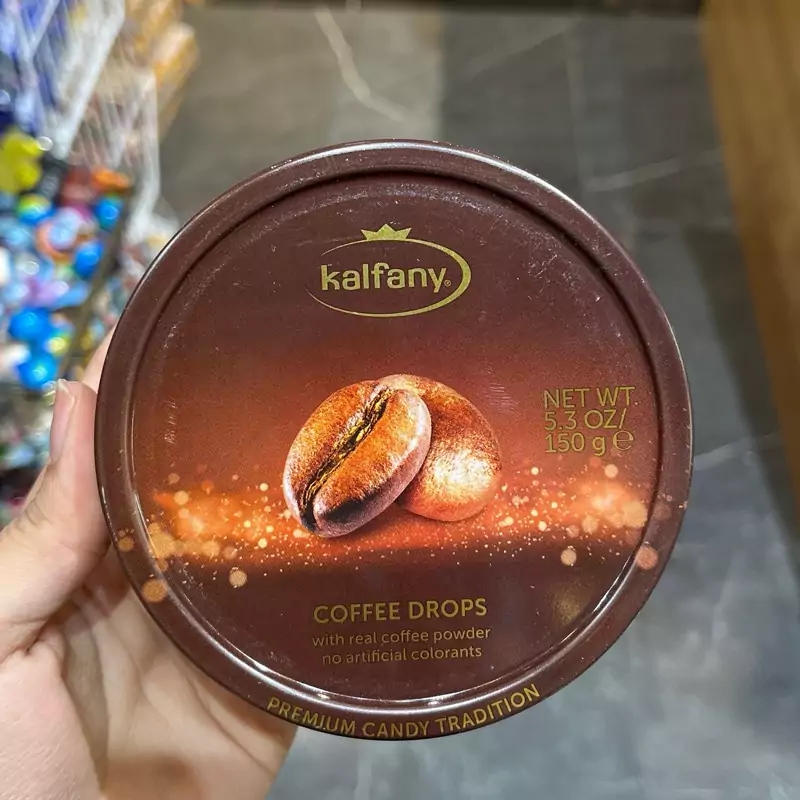 kalfany®
NET WT.
5.3 OZ/
150 g ℮
COFFEE DROPS
with real coffee powder
no artificial colorants
PREMIUM CANDY TRADITION